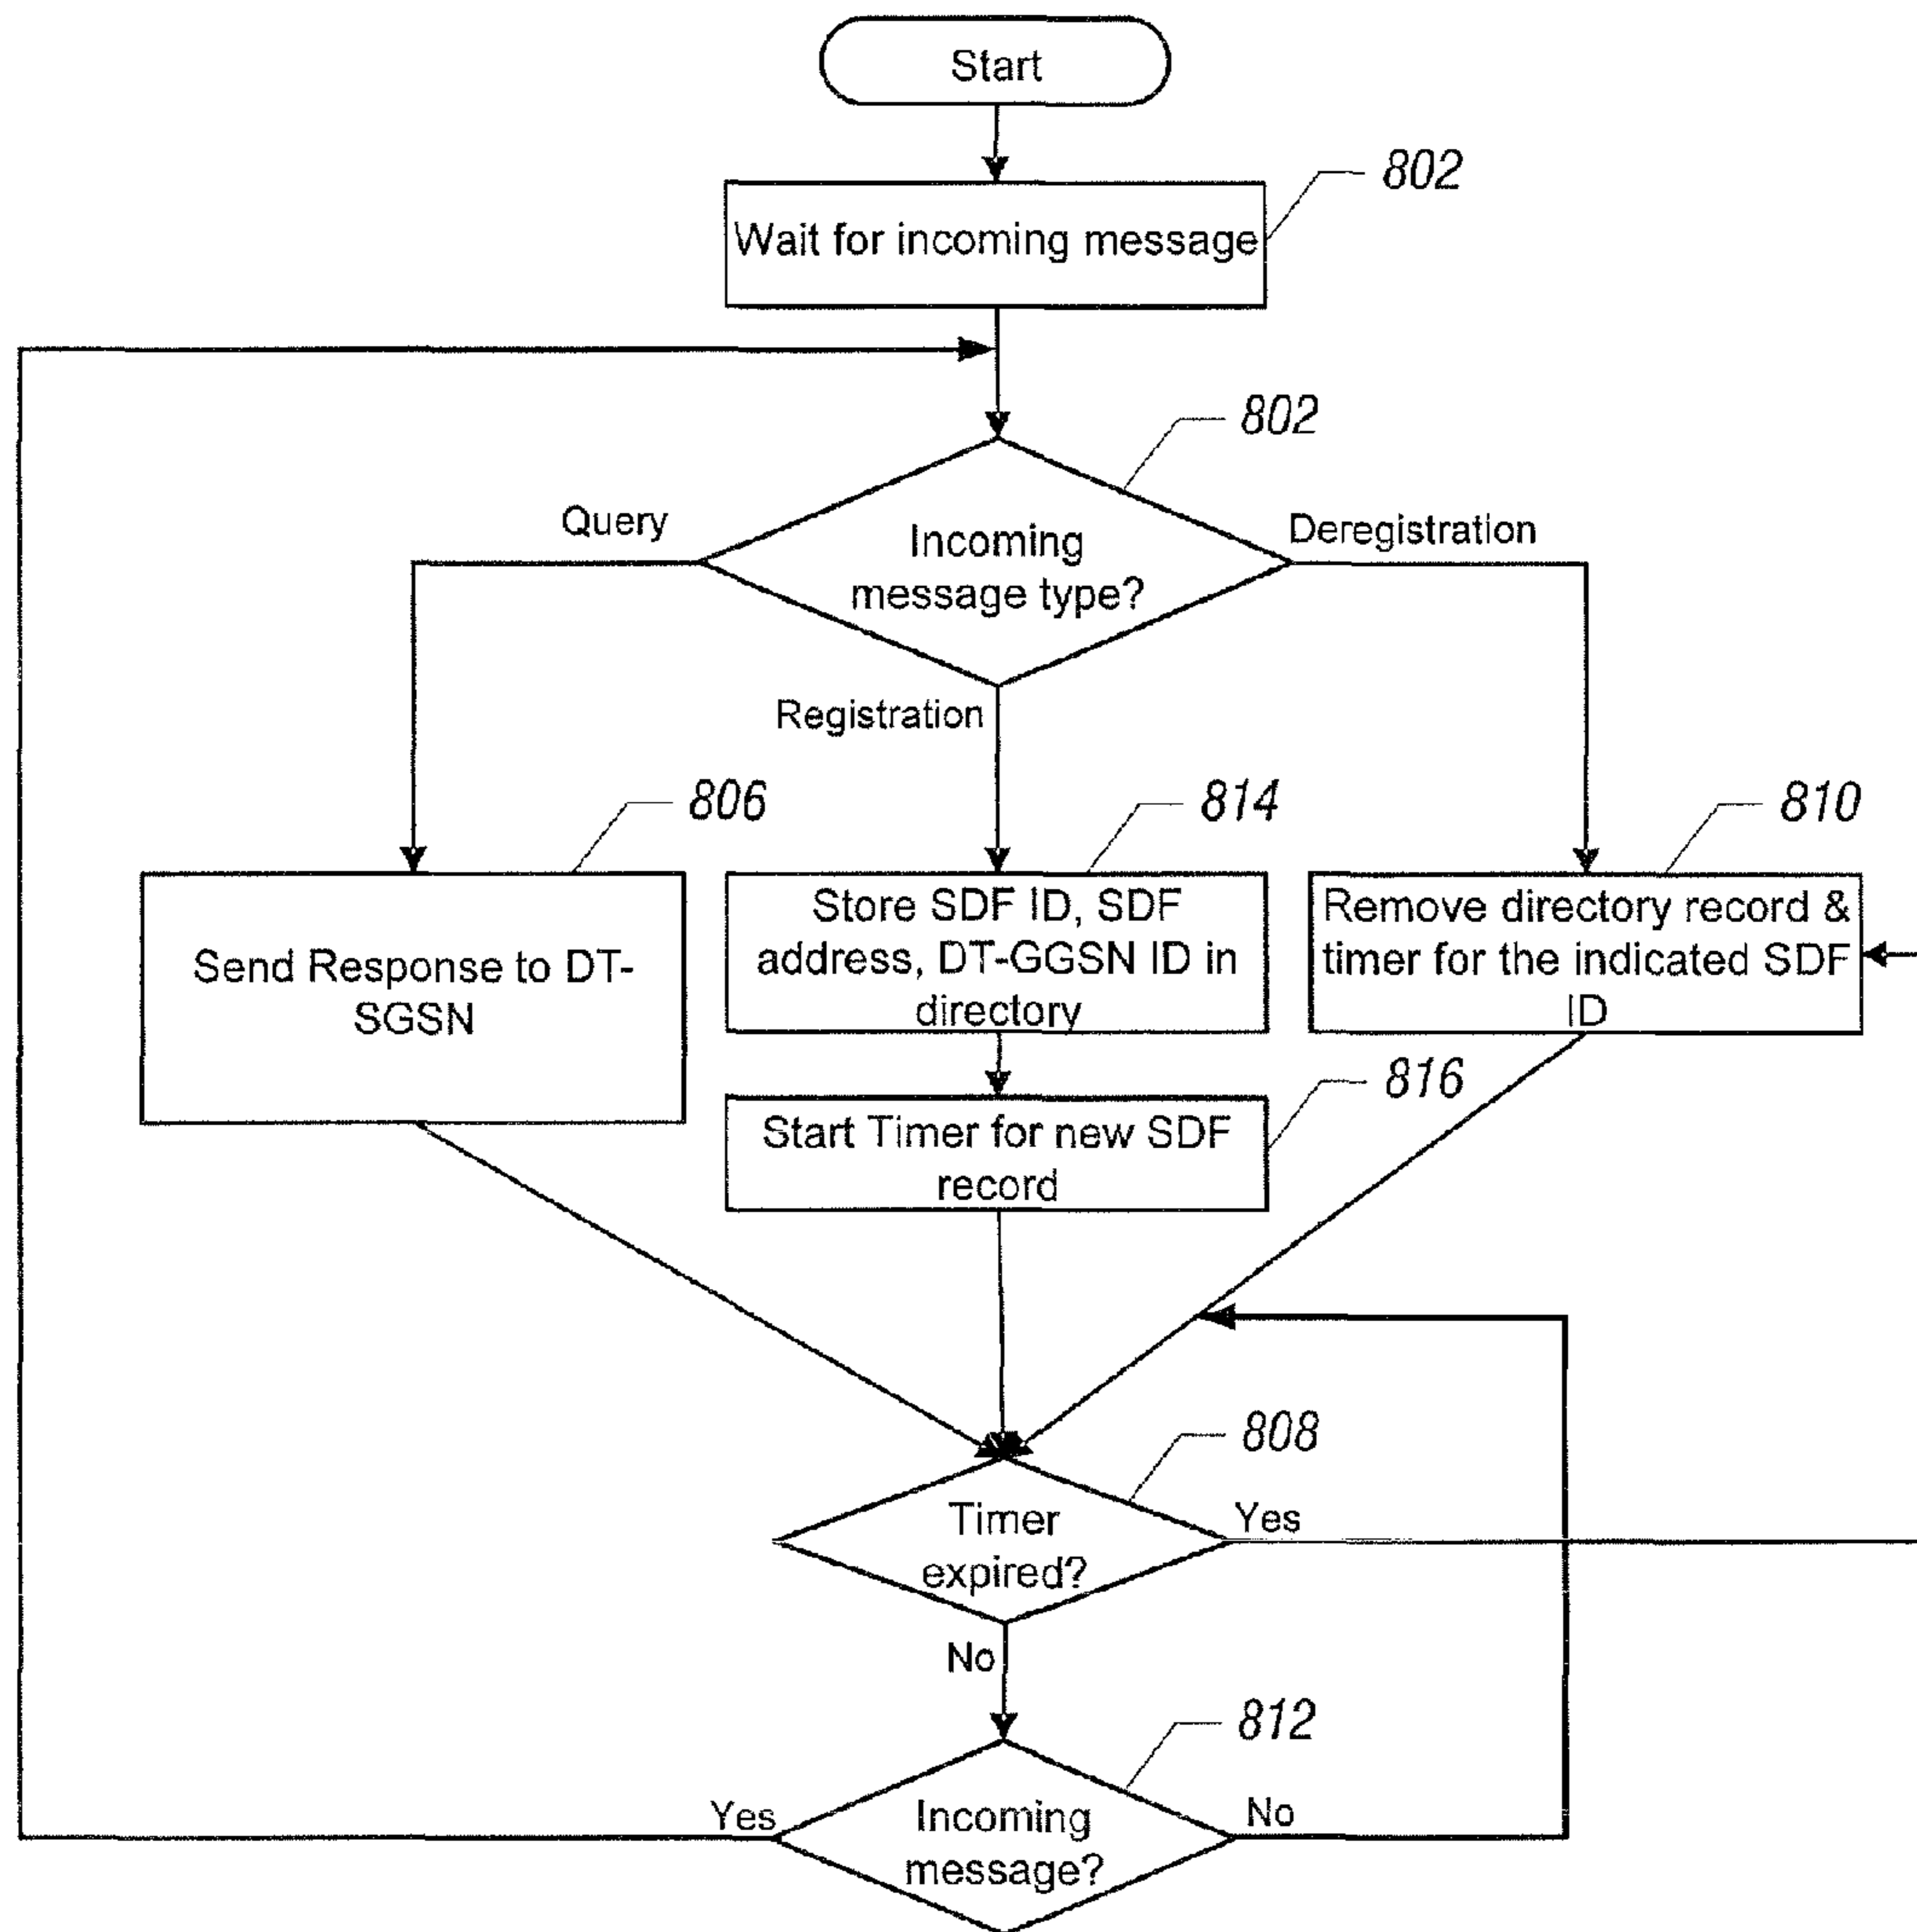 Start
802
Wait for incoming message
802
Query
Deregistration
Incoming
message type?
Registration
806
814
810
Send Response to DT-
SGSN
Store SDF ID, SDF
address, DT-GGSN ID in
directory
Remove directory record &
timer for the indicated SDF
ID
816
Start Timer for new SDF
record
808
Timer
expired?
Yes
No
812
Yes
Incoming
message?
No